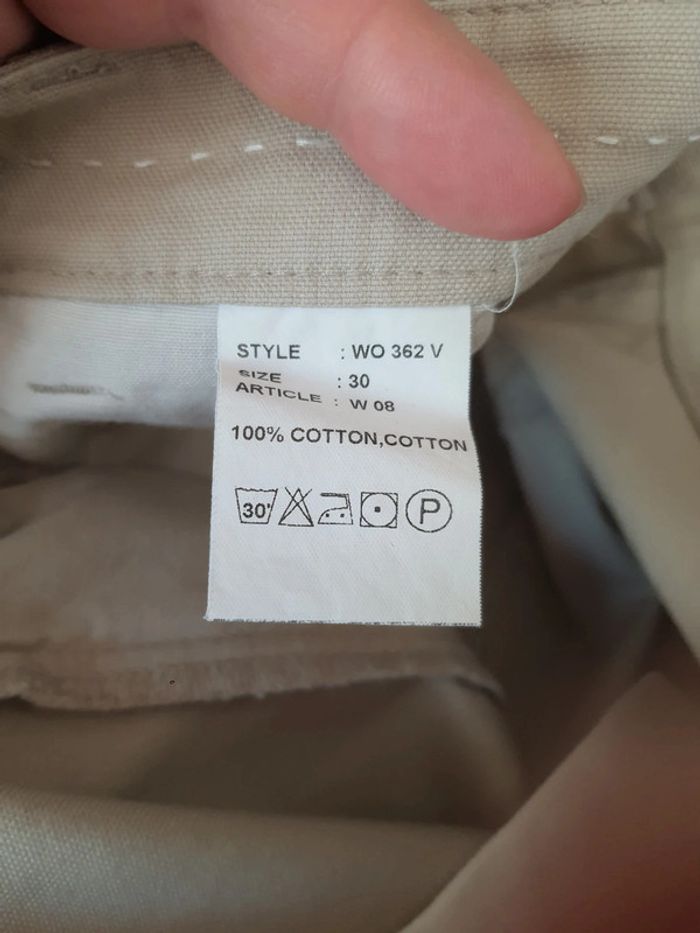 STYLE : WO 362 V
SIZE : 30
ARTICLE : W 08
100% COTTON,COTTON
30' P